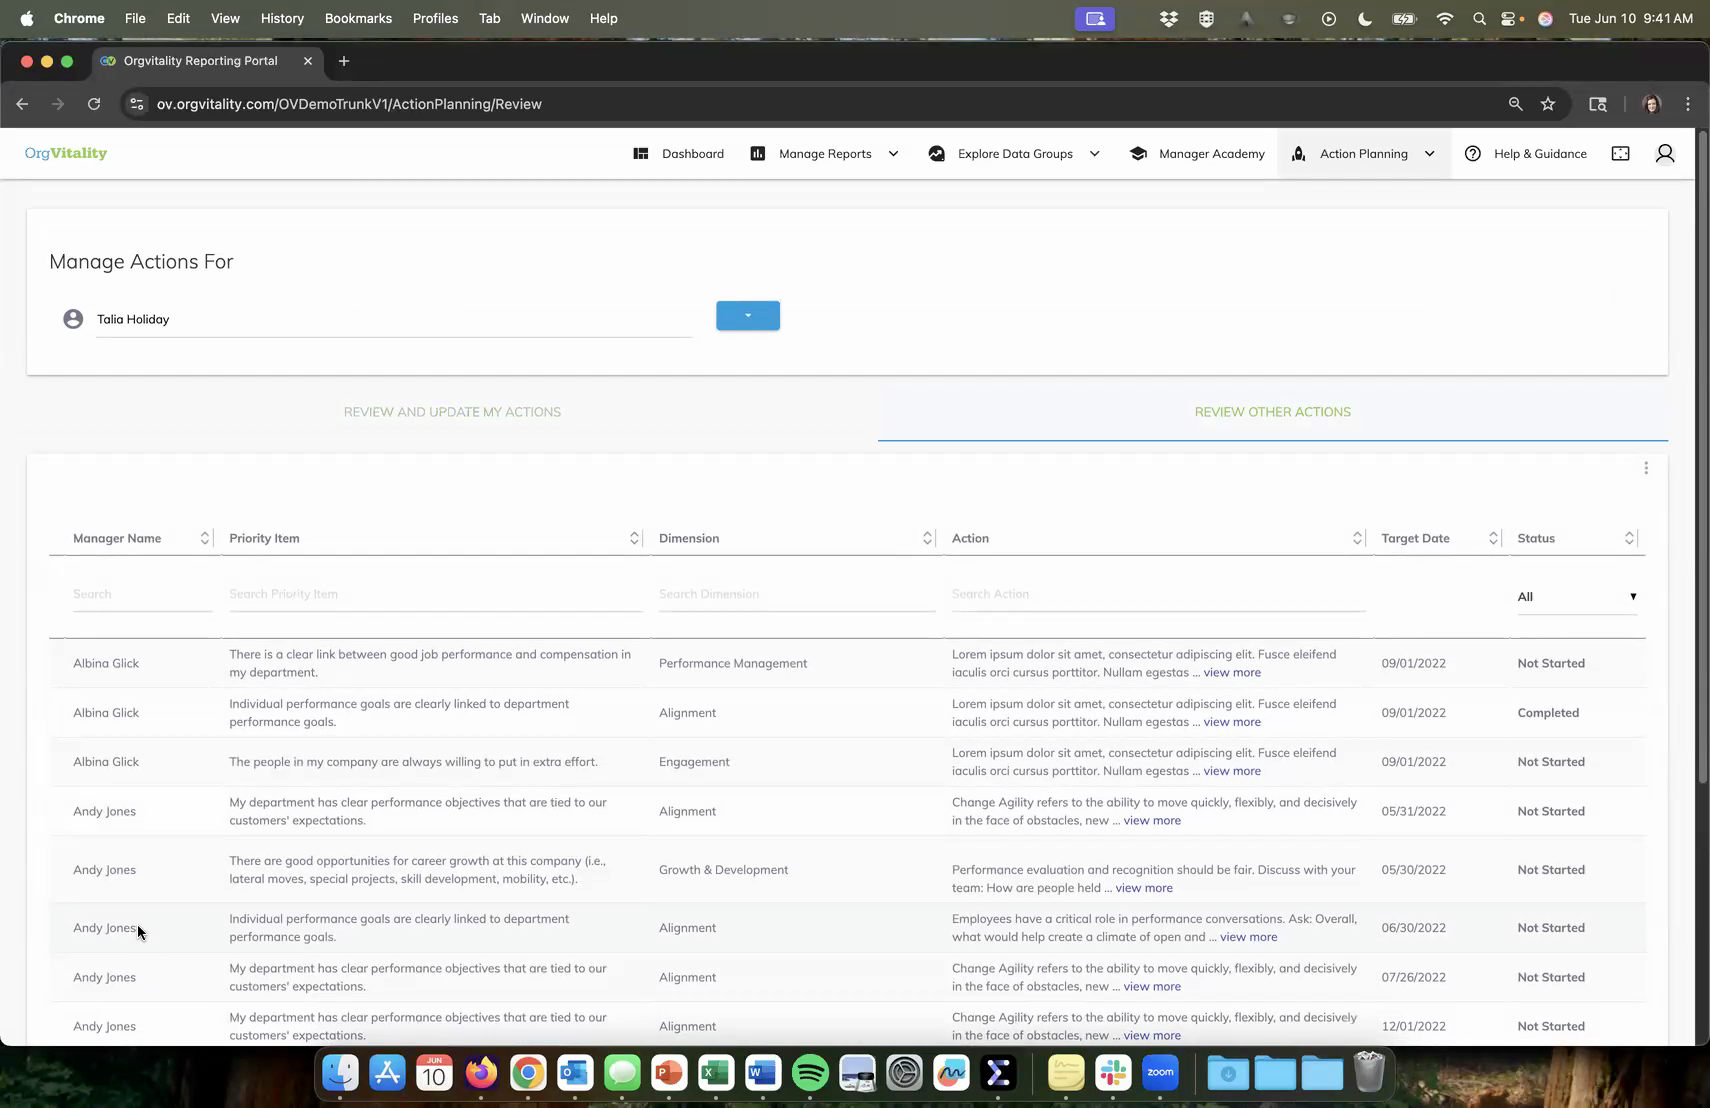 Chrome File Edit View History Bookmarks Profiles Tab Window Help Tue Jun 10 9:41 AM
Orgvitality Reporting Portal
ov.orgvitality.com/OVDemoTrunkV1/ActionPlanning/Review
OrgVitality Dashboard Manage Reports Explore Data Groups Manager Academy Action Planning Help & Guidance
Manage Actions For
Talia Holiday
REVIEW AND UPDATE MY ACTIONS REVIEW OTHER ACTIONS
Manager Name Priority Item Dimension Action Target Date Status
Search Search Priority Item Search Dimension Search Action All
There is a clear link between good job performance and compensation in Lorem ipsum dolor sit amet, consectetur adipiscing elit. Fusce eleifend
Albina Glick Performance Management 09/01/2022 Not Started
my department. iaculis orci cursus porttitor. Nullam egestas ... view more
Individual performance goals are clearly linked to department Lorem ipsum dolor sit amet, consectetur adipiscing elit. Fusce eleifend
Albina Glick Alignment 09/01/2022 Completed
performance goals. iaculis orci cursus porttitor. Nullam egestas ... view more
Lorem ipsum dolor sit amet, consectetur adipiscing elit. Fusce eleifend
Albina Glick The people in my company are always willing to put in extra effort. Engagement 09/01/2022 Not Started
iaculis orci cursus porttitor. Nullam egestas ... view more
My department has clear performance objectives that are tied to our Change Agility refers to the ability to move quickly, flexibly, and decisively
Andy Jones Alignment 05/31/2022 Not Started
customers' expectations. in the face of obstacles, new ... view more
There are good opportunities for career growth at this company (i.e.,
Andy Jones Growth & Development Performance evaluation and recognition should be fair. Discuss with your 05/30/2022 Not Started
lateral moves, special projects, skill development, mobility, etc.). team: How are people held ... view more
Individual performance goals are clearly linked to department Employees have a critical role in performance conversations. Ask: Overall,
Andy Jones Alignment 06/30/2022 Not Started
performance goals. what would help create a climate of open and ... view more
My department has clear performance objectives that are tied to our Change Agility refers to the ability to move quickly, flexibly, and decisively
Andy Jones Alignment 07/26/2022 Not Started
customers' expectations. in the face of obstacles, new ... view more
My department has clear performance objectives that are tied to our Change Agility refers to the ability to move quickly, flexibly, and decisively
Andy Jones Alignment 12/01/2022 Not Started
customers' expectations. in the face of obstacles, new ... view more
JUN
10
zoom